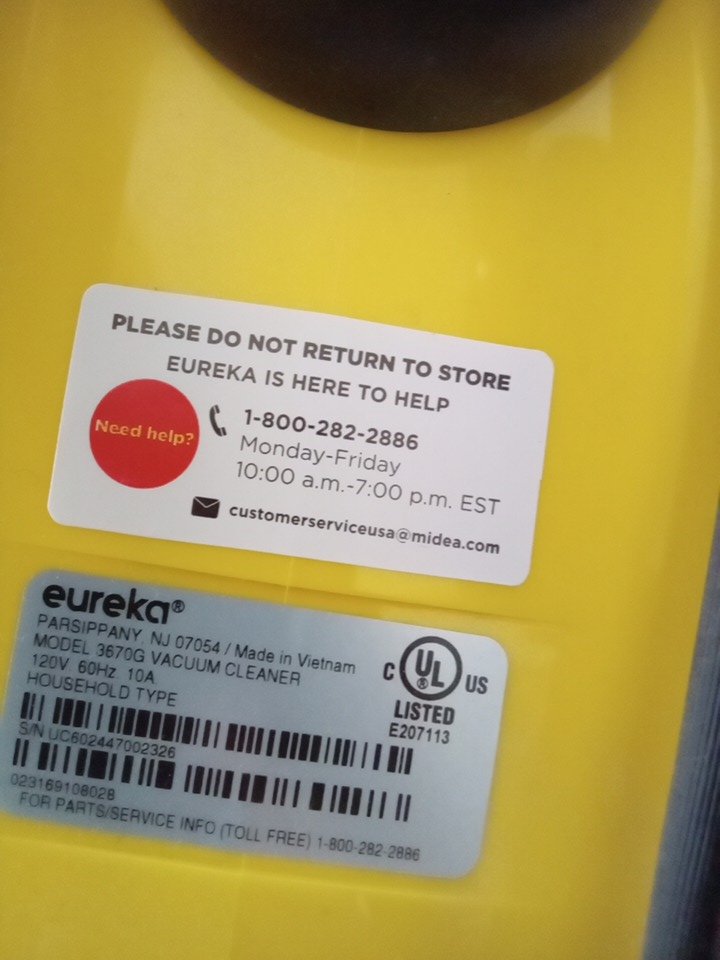 PLEASE DO NOT RETURN TO STORE
EUREKA IS HERE TO HELP
Need help?
1-800-282-2886
Monday-Friday
10:00 a.m.-7:00 p.m. EST
customerserviceusa@midea.com
eureka®
PARSIPPANY, NJ 07054 / Made in Vietnam
MODEL 3670G VACUUM CLEANER
120V 60Hz 10A
HOUSEHOLD TYPE
C UL ® US
LISTED
E207113
S/N UC602447002326
023169108028
FOR PARTS/SERVICE INFO (TOLL FREE) 1-800-282-2886